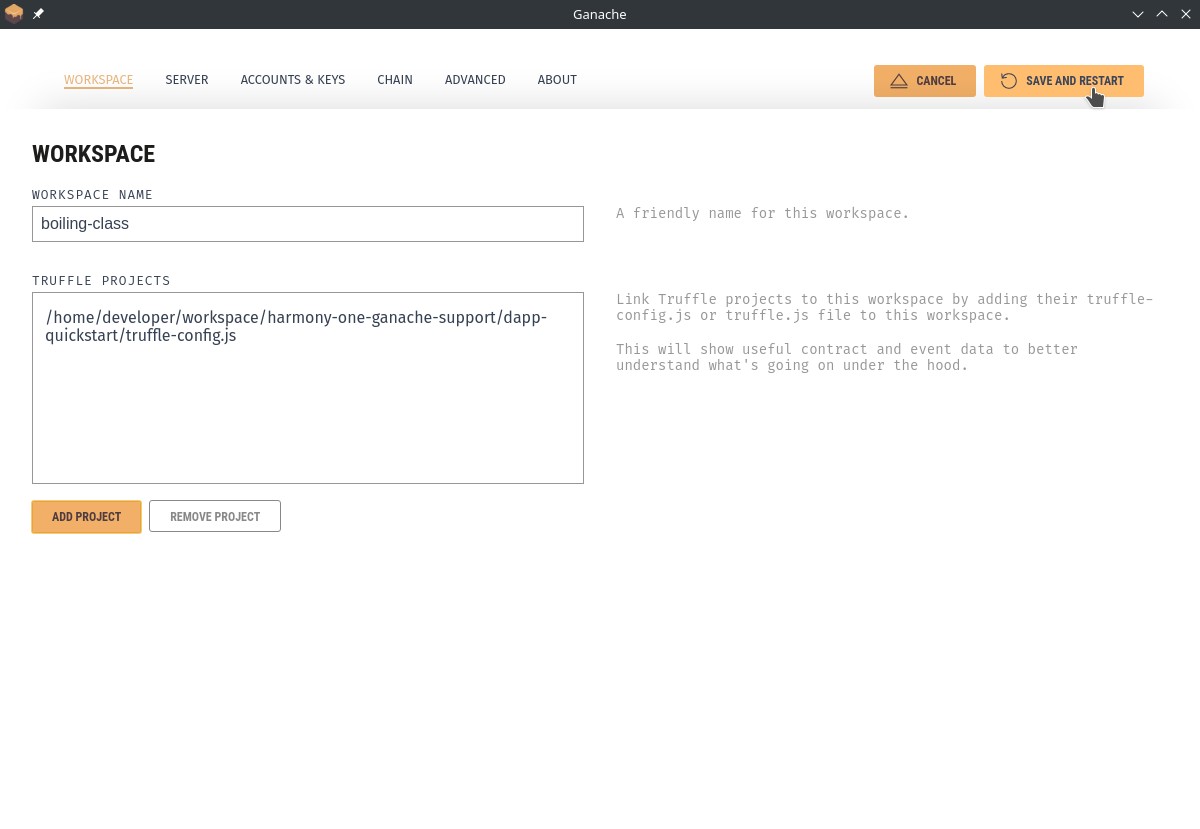 Ganache
WORKSPACE SERVER ACCOUNTS & KEYS CHAIN ADVANCED ABOUT CANCEL SAVE AND RESTART
WORKSPACE
WORKSPACE NAME
boiling-class
A friendly name for this workspace.
TRUFFLE PROJECTS
/home/developer/workspace/harmony-one-ganache-support/dapp-
quickstart/truffle-config.js
Link Truffle projects to this workspace by adding their truffle-
config.js or truffle.js file to this workspace.
This will show useful contract and event data to better
understand what's going on under the hood.
ADD PROJECT REMOVE PROJECT